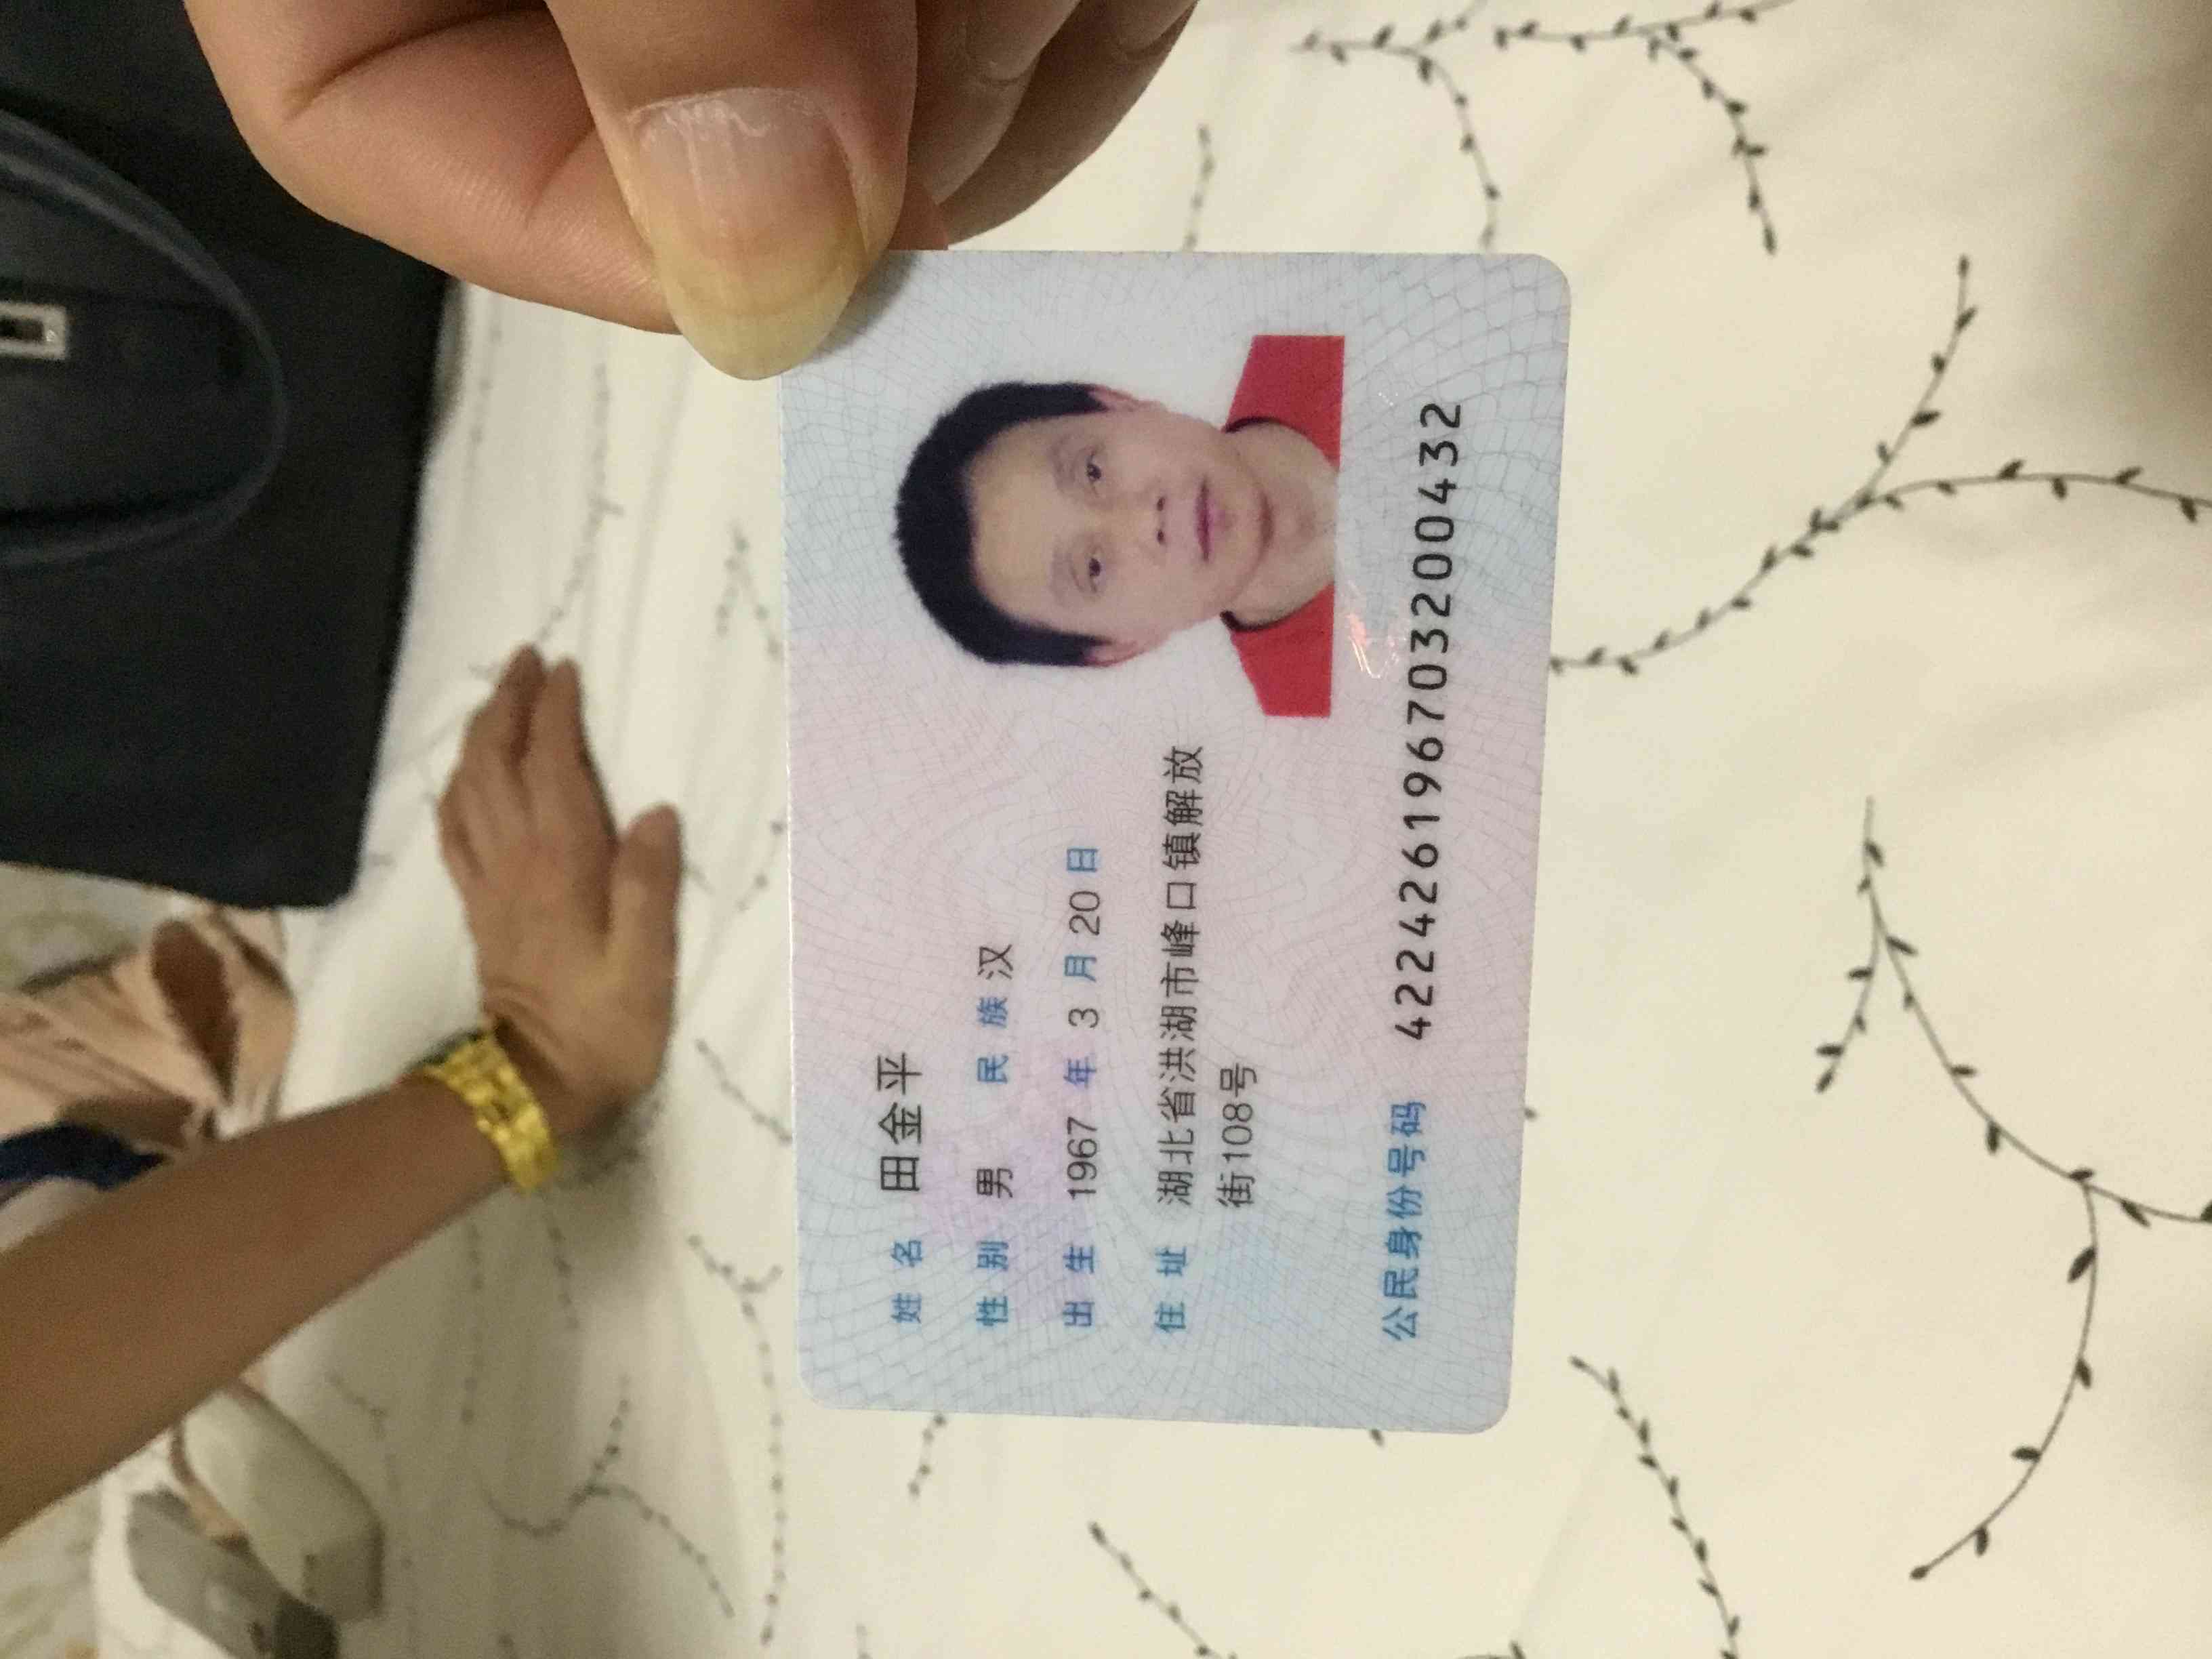 姓名 田金平
性别 男 民族 汉
出生 1967 年 3 月 20 日
住址 湖北省洪湖市峰口镇解放
街108号
公民身份号码 422426196703200432